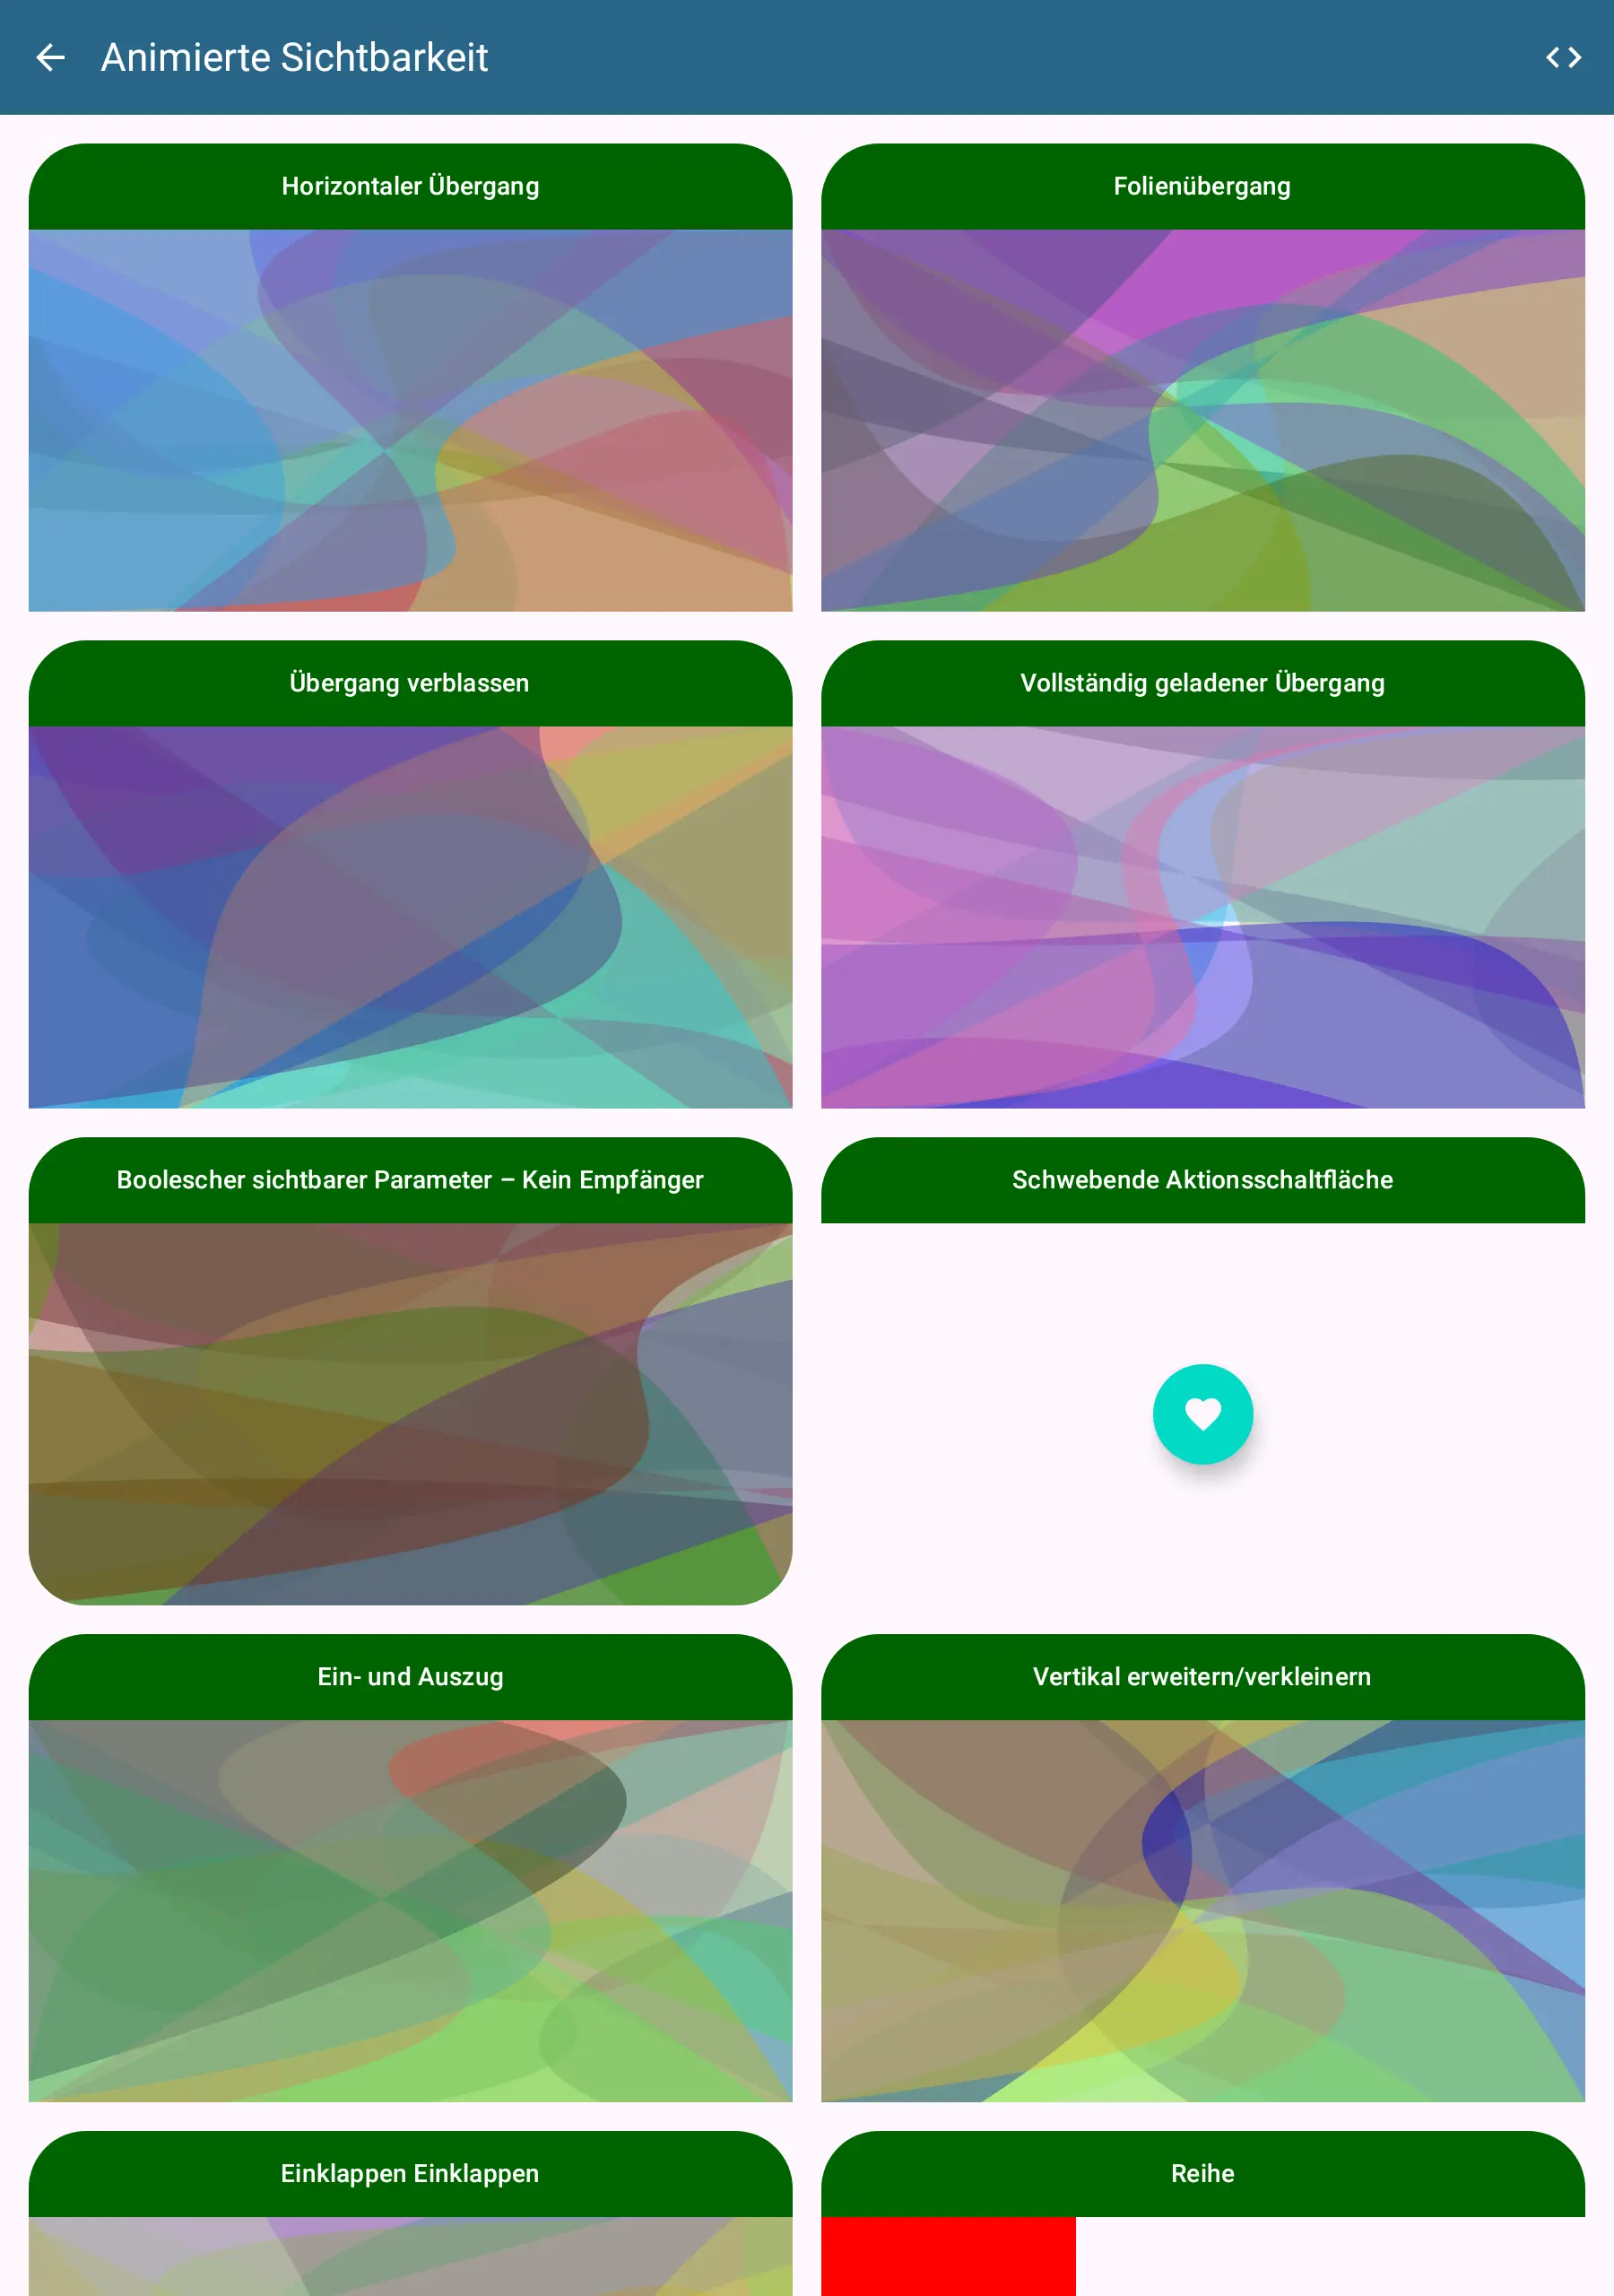 Animierte Sichtbarkeit
Horizontaler Übergang
Folienübergang
Übergang verblassen
Vollständig geladener Übergang
Boolescher sichtbarer Parameter – Kein Empfänger
Schwebende Aktionsschaltfläche
Ein- und Auszug
Vertikal erweitern/verkleinern
Einklappen Einklappen
Reihe